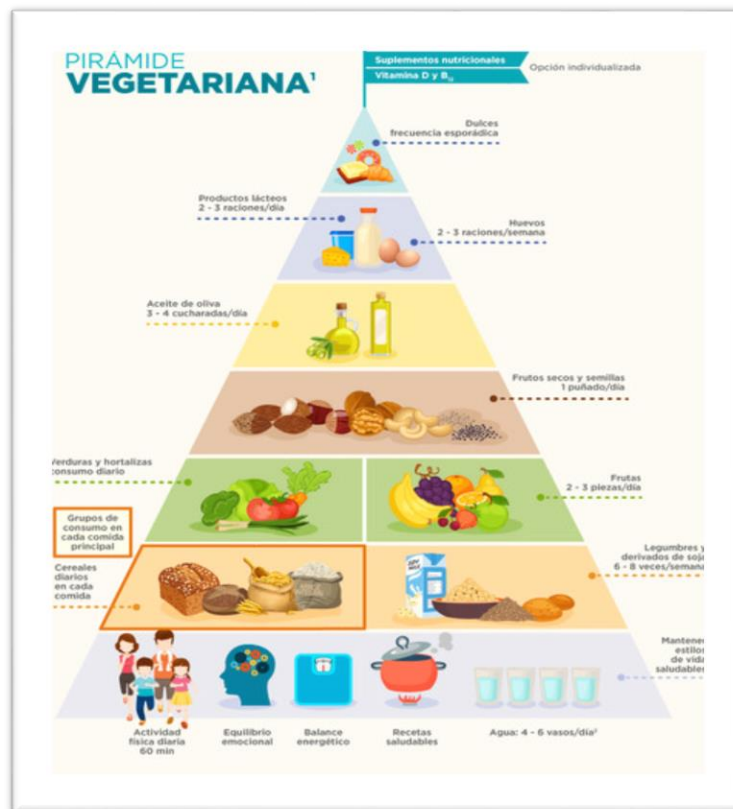 PIRÁMIDE
VEGETARIANA¹
Suplementos nutricionales
Vitamina D y B₁₂
Opción individualizada
Dulces
frecuencia esporádica
Productos lácteos
2 - 3 raciones/día
Huevos
2 - 3 raciones/semana
Aceite de oliva
3 - 4 cucharadas/día
Frutos secos y semillas
1 puñado/día
Verduras y hortalizas
consumo diario
Frutas
2 - 3 piezas/día
Grupos de
consumo en
cada comida
principal
Cereales
diarios
en cada
comida
Legumbres y
derivados de soja
6 - 8 veces/semana
Mantener
estilos
de vida
saludables
Actividad
física diaria
60 min
Equilibrio
emocional
Balance
energético
Recetas
saludables
Agua: 4 - 6 vasos/día²